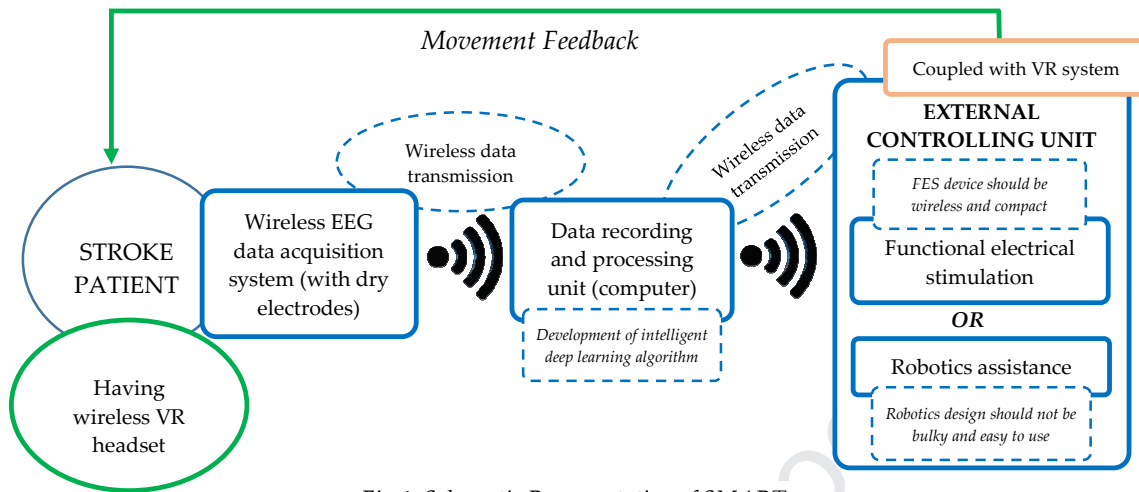 Movement Feedback
Coupled with VR system
STROKE
PATIENT
Having
wireless VR
headset
Wireless EEG
data acquisition
system (with dry
electrodes)
Wireless data
transmission
Data recording
and processing
unit (computer)
Development of intelligent
deep learning algorithm
Wireless data
transmission
EXTERNAL
CONTROLLING UNIT
FES device should be
wireless and compact
Functional electrical
stimulation
OR
Robotics assistance
Robotics design should not be
bulky and easy to use